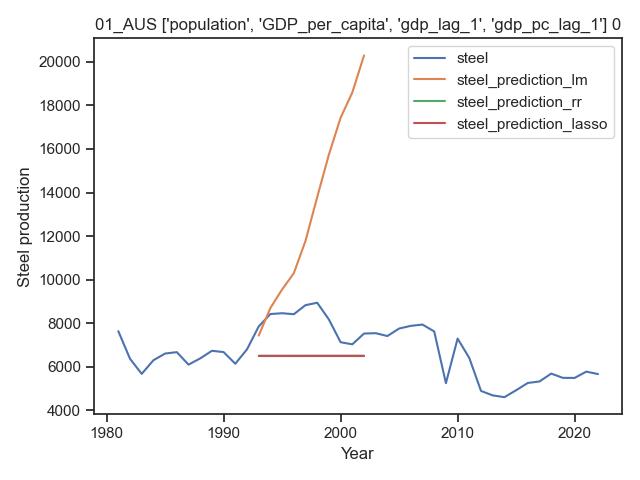 01_AUS ['population', 'GDP_per_capita', 'gdp_lag_1', 'gdp_pc_lag_1'] 0
steel
steel_prediction_lm
steel_prediction_rr
steel_prediction_lasso
Steel production
20000
18000
16000
14000
12000
10000
8000
6000
4000
1980 1990 2000 2010 2020
Year